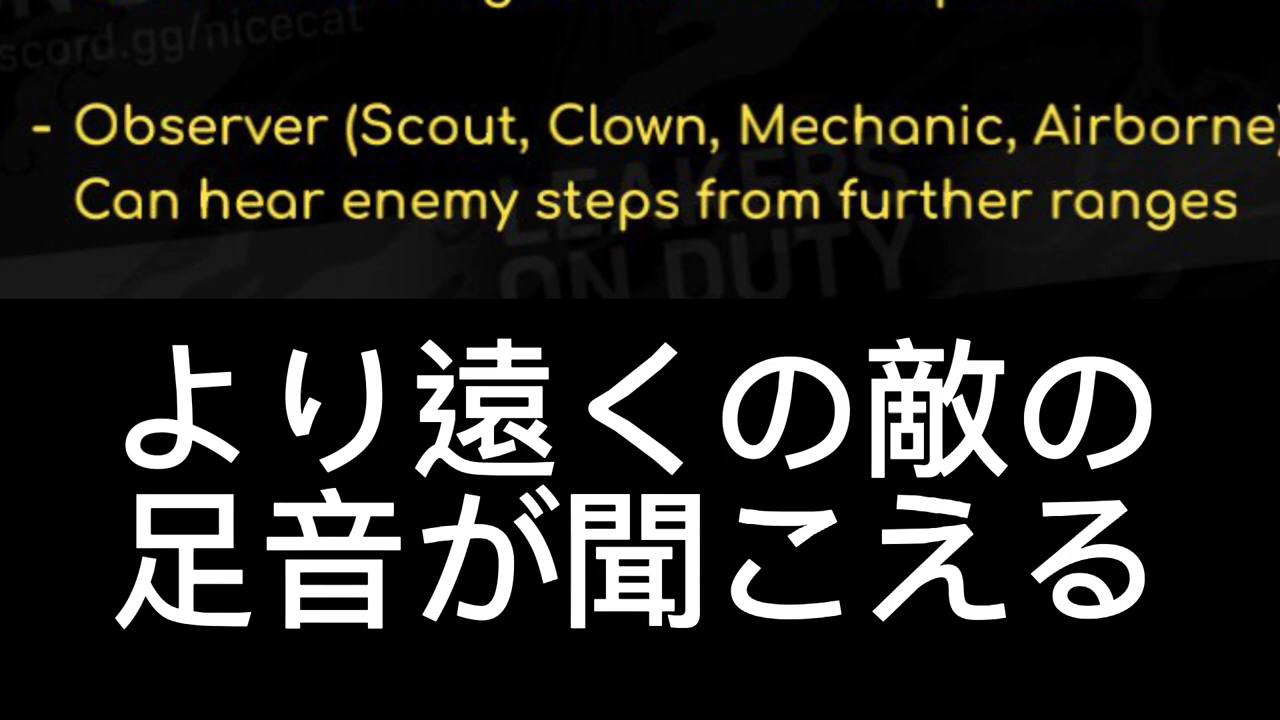 scord.gg/nicecat
- Observer (Scout, Clown, Mechanic, Airborne)
Can hear enemy steps from further ranges
LEAKERS
ON DUTY
より遠くの敵の
足音が聞こえる